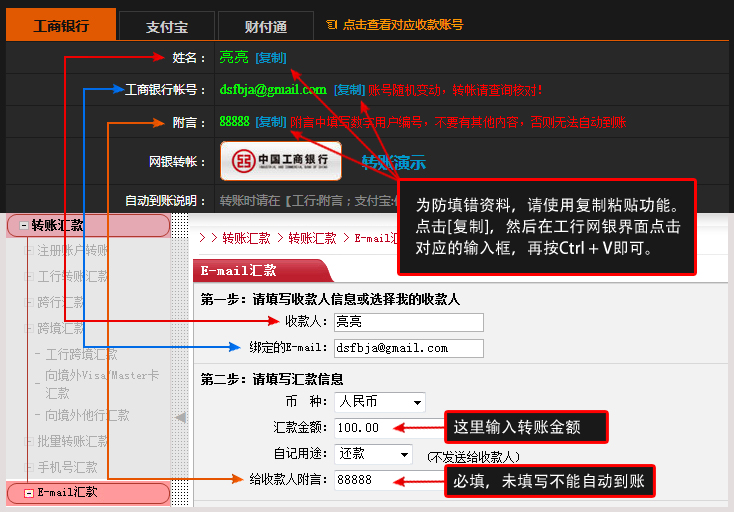 工商银行
支付宝
财付通
点击查看对应收款账号
姓名： 亮亮 [复制]
工商银行帐号： dsfbja@gmail.com [复制] 账号随机变动，转帐请查询核对！
附言： 88888 [复制] 附言中填写数字用户编号，不要有其他内容，否则无法自动到账
网银转帐： 中国工商银行 转账演示
INDUSTRIAL AND COMMERCIAL BANK OF CHINA
自动到账说明： 转账时请在【工行:附言；支付宝:
为防填错资料，请使用复制粘贴功能。
点击[复制]，然后在工行网银界面点击
对应的输入框，再按Ctrl＋V即可。
转账汇款
注册账户转账
工行转账汇款
跨行汇款
跨境汇款
工行跨境汇款
向境外Visa/Master卡
汇款
向境外他行汇款
批量转账汇款
手机号汇款
E-mail汇款
> > 转账汇款 > 转账汇款 > E-mail汇
E-mail汇款
第一步：请填写收款人信息或选择我的收款人
收款人： 亮亮
绑定的E-mail： dsfbja@gmail.com
第二步：请填写汇款信息
币 种： 人民币
汇款金额： 100.00
这里输入转账金额
自记用途： 还款 (不发送给收款人)
给收款人附言： 88888
必填，未填写不能自动到账